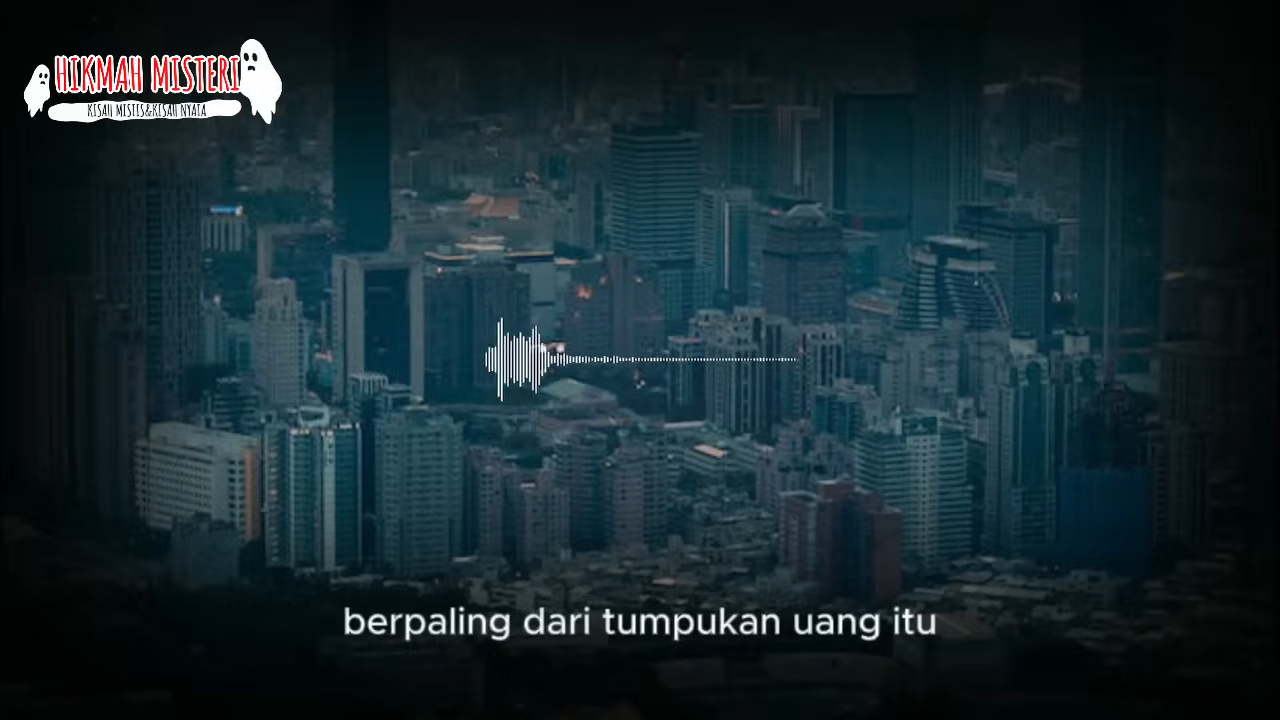 HIKMAH MISTERI
KISAH MISTIS&KISAH NYATA
berpaling dari tumpukan uang itu